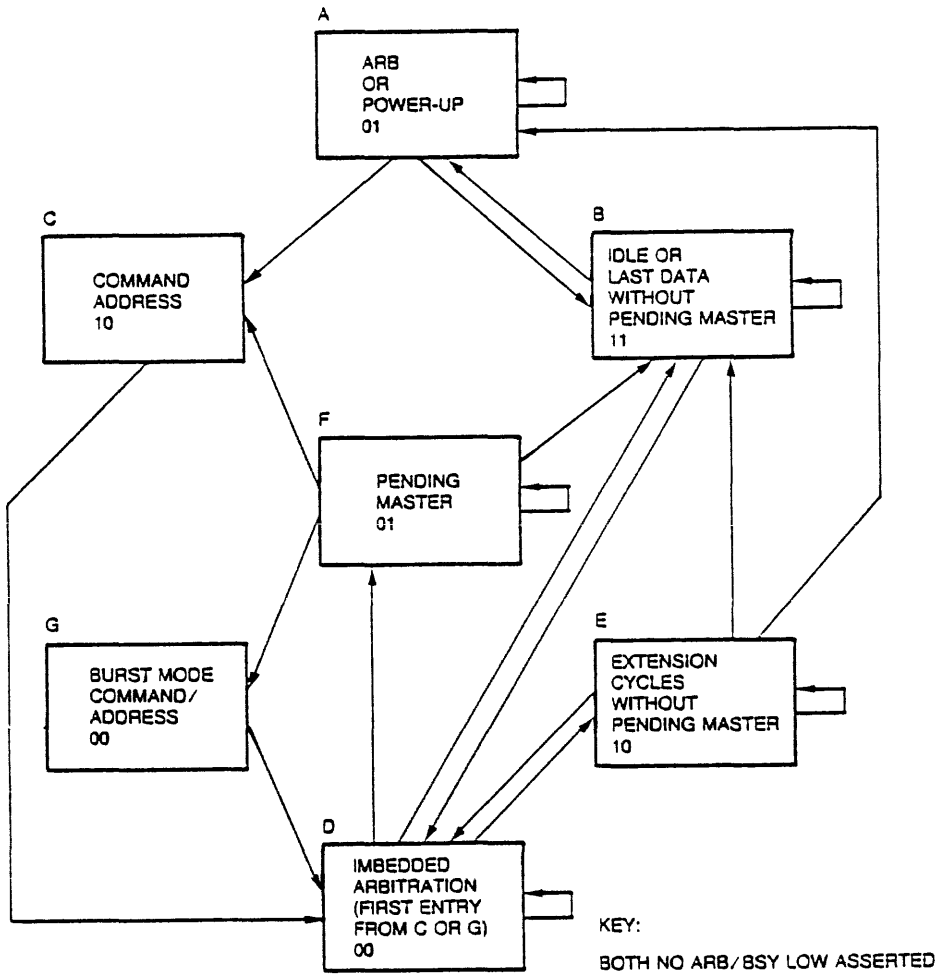 A
ARB
OR
POWER-UP
01
C
COMMAND
ADDRESS
10
B
IDLE OR
LAST DATA
WITHOUT
PENDING MASTER
11
F
PENDING
MASTER
01
G
BURST MODE
COMMAND/
ADDRESS
00
E
EXTENSION
CYCLES
WITHOUT
PENDING MASTER
10
D
IMBEDDED
ARBITRATION
(FIRST ENTRY
FROM C OR G)
00
KEY:
BOTH NO ARB/BSY LOW ASSERTED